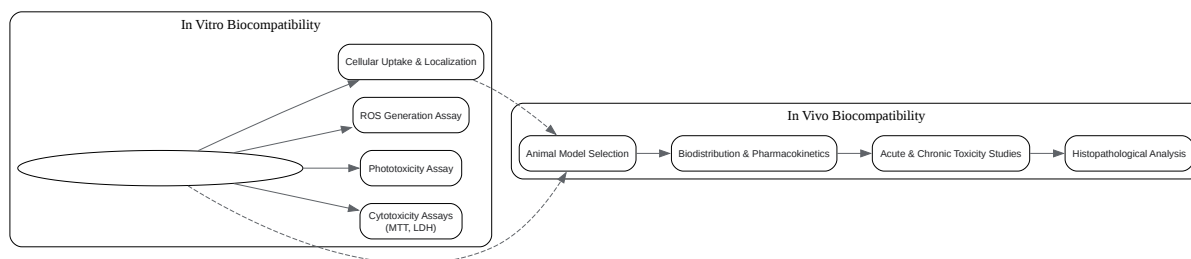 In Vitro Biocompatibility
Cellular Uptake & Localization
ROS Generation Assay
Phototoxicity Assay
Cytotoxicity Assays
(MTT, LDH)
In Vivo Biocompatibility
Animal Model Selection
Biodistribution & Pharmacokinetics
Acute & Chronic Toxicity Studies
Histopathological Analysis